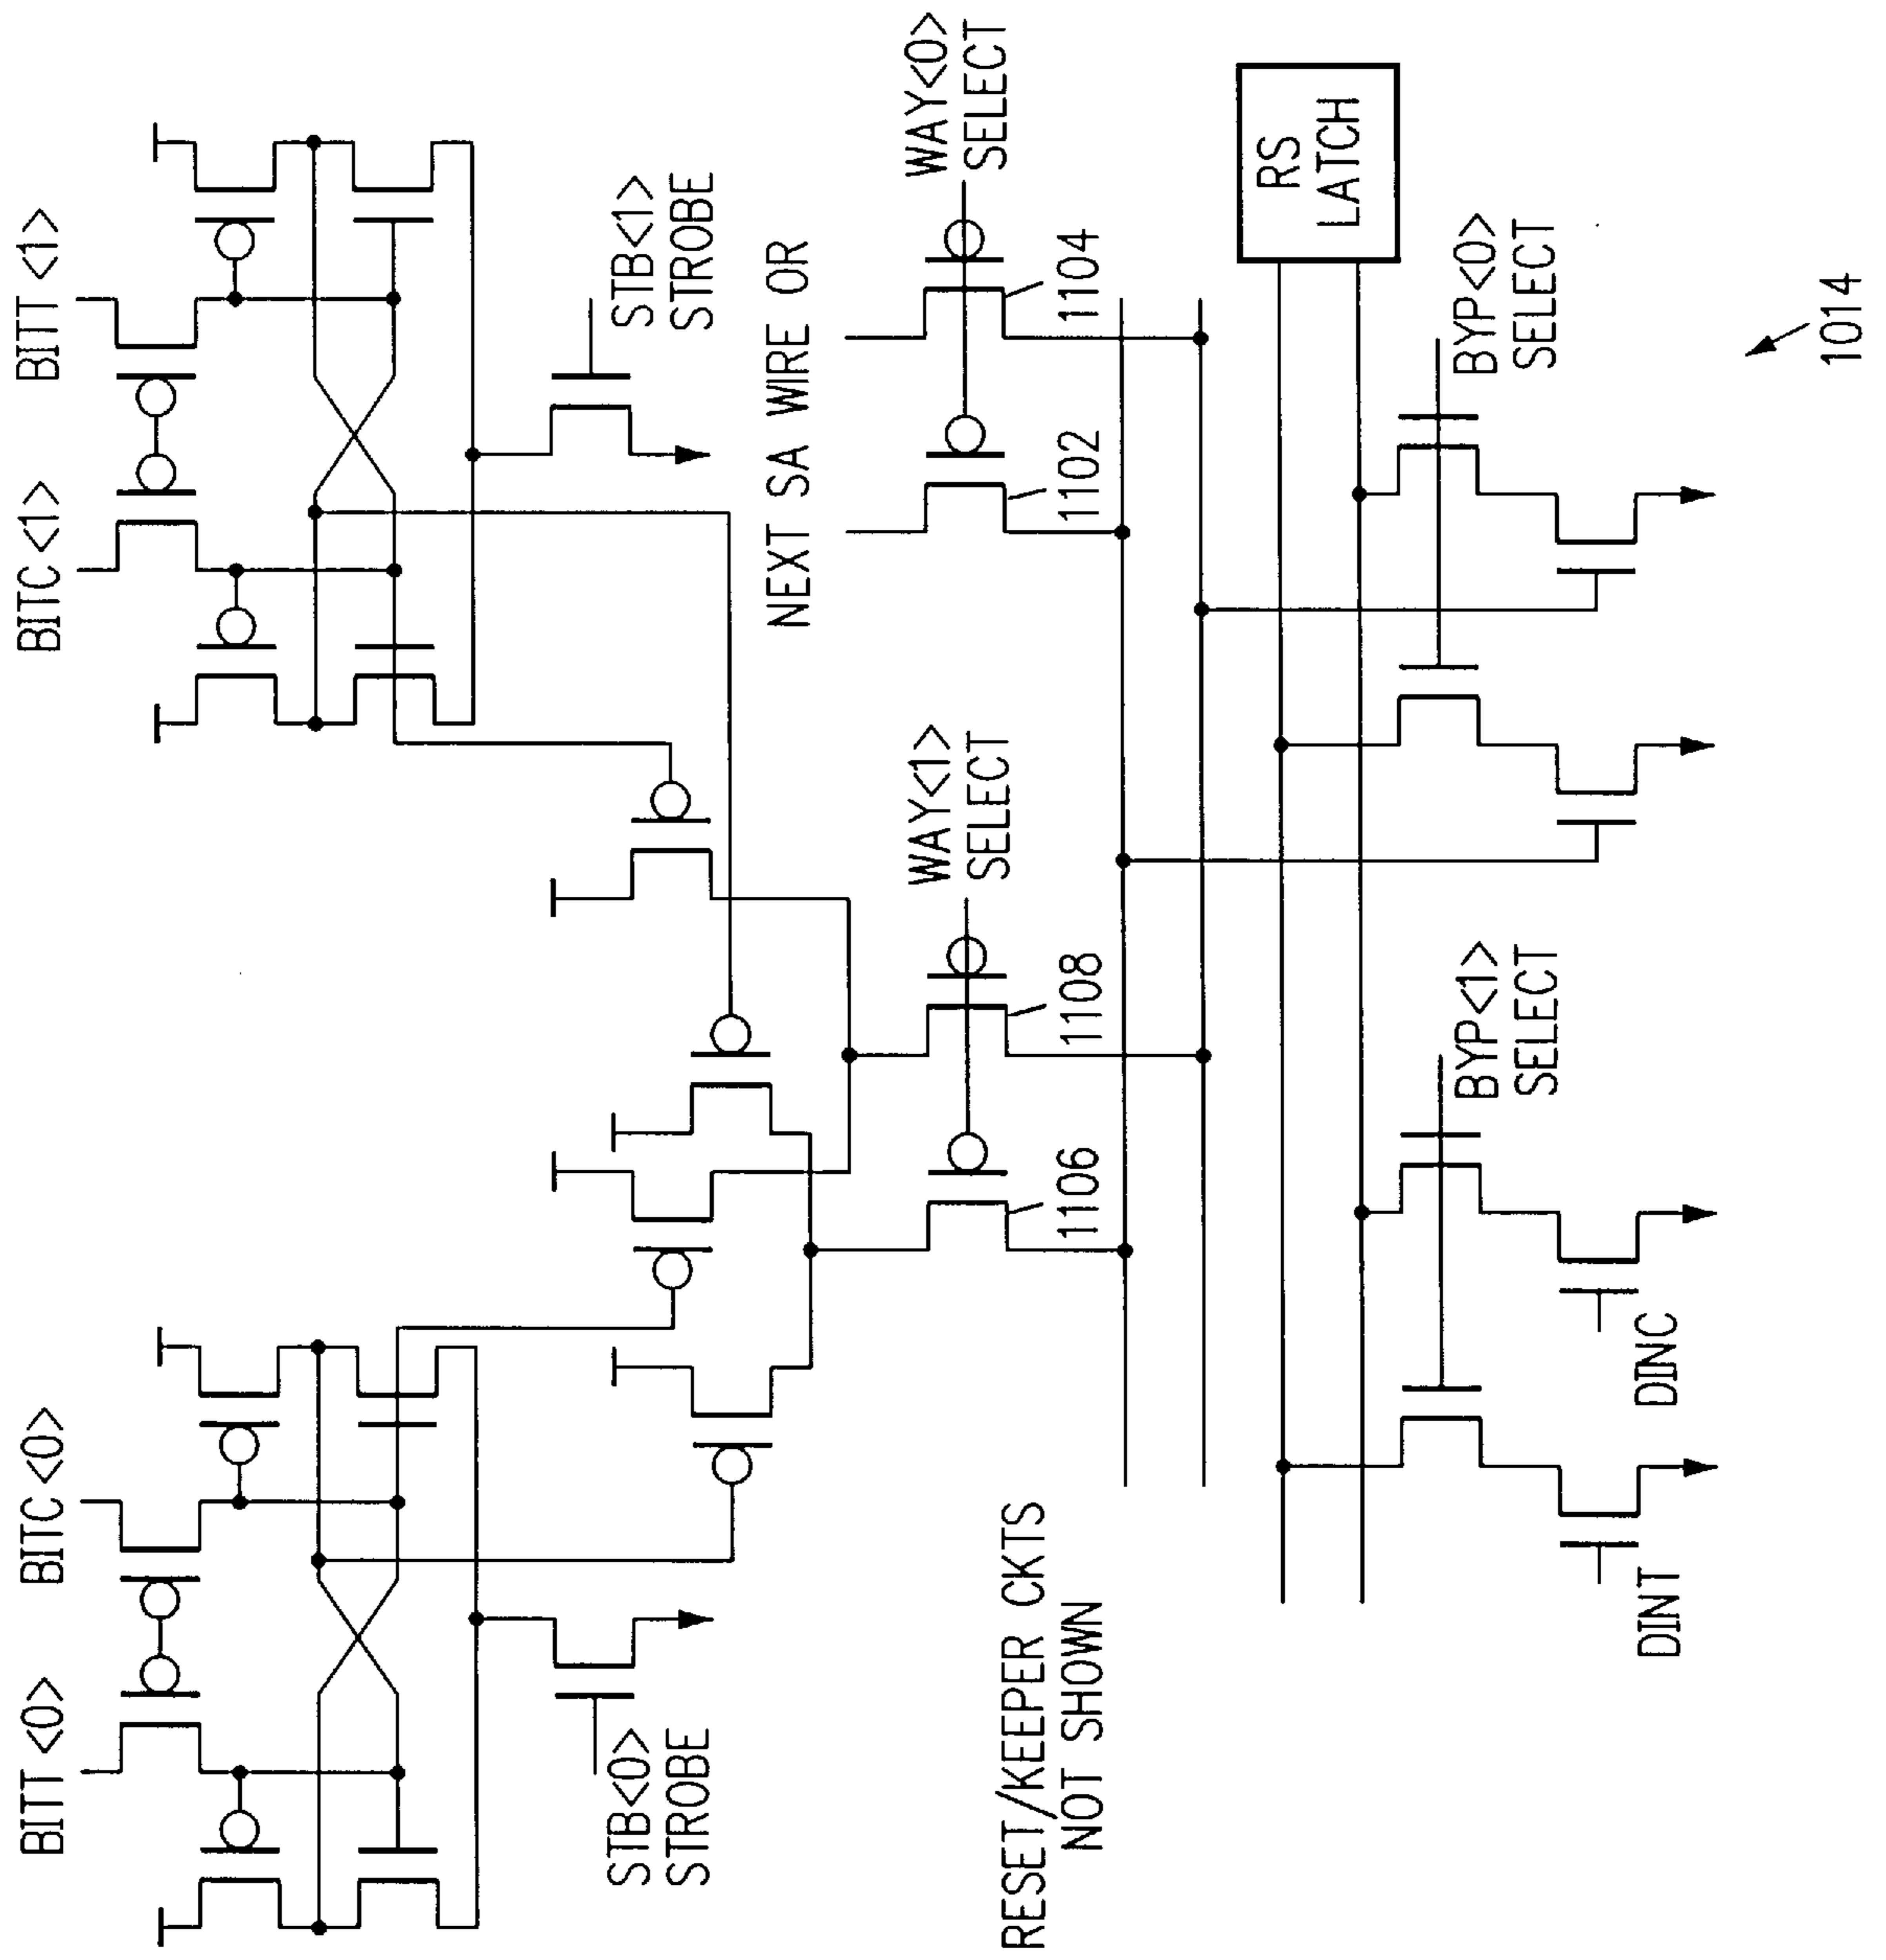 BITT <0>
BITC<0>
BITC<1>
BITT <1>
STB<0>
STROBE
STB<1>
STROBE
NEXT SA WIRE OR
WAY<1>
SELECT
WAY<0>
SELECT
1106
1108
1102
1104
RESET/KEEPER CKTS
NOT SHOWN
RS
LATCH
BYP<1>
SELECT
BYP<0>
SELECT
DINT
DINC
1014